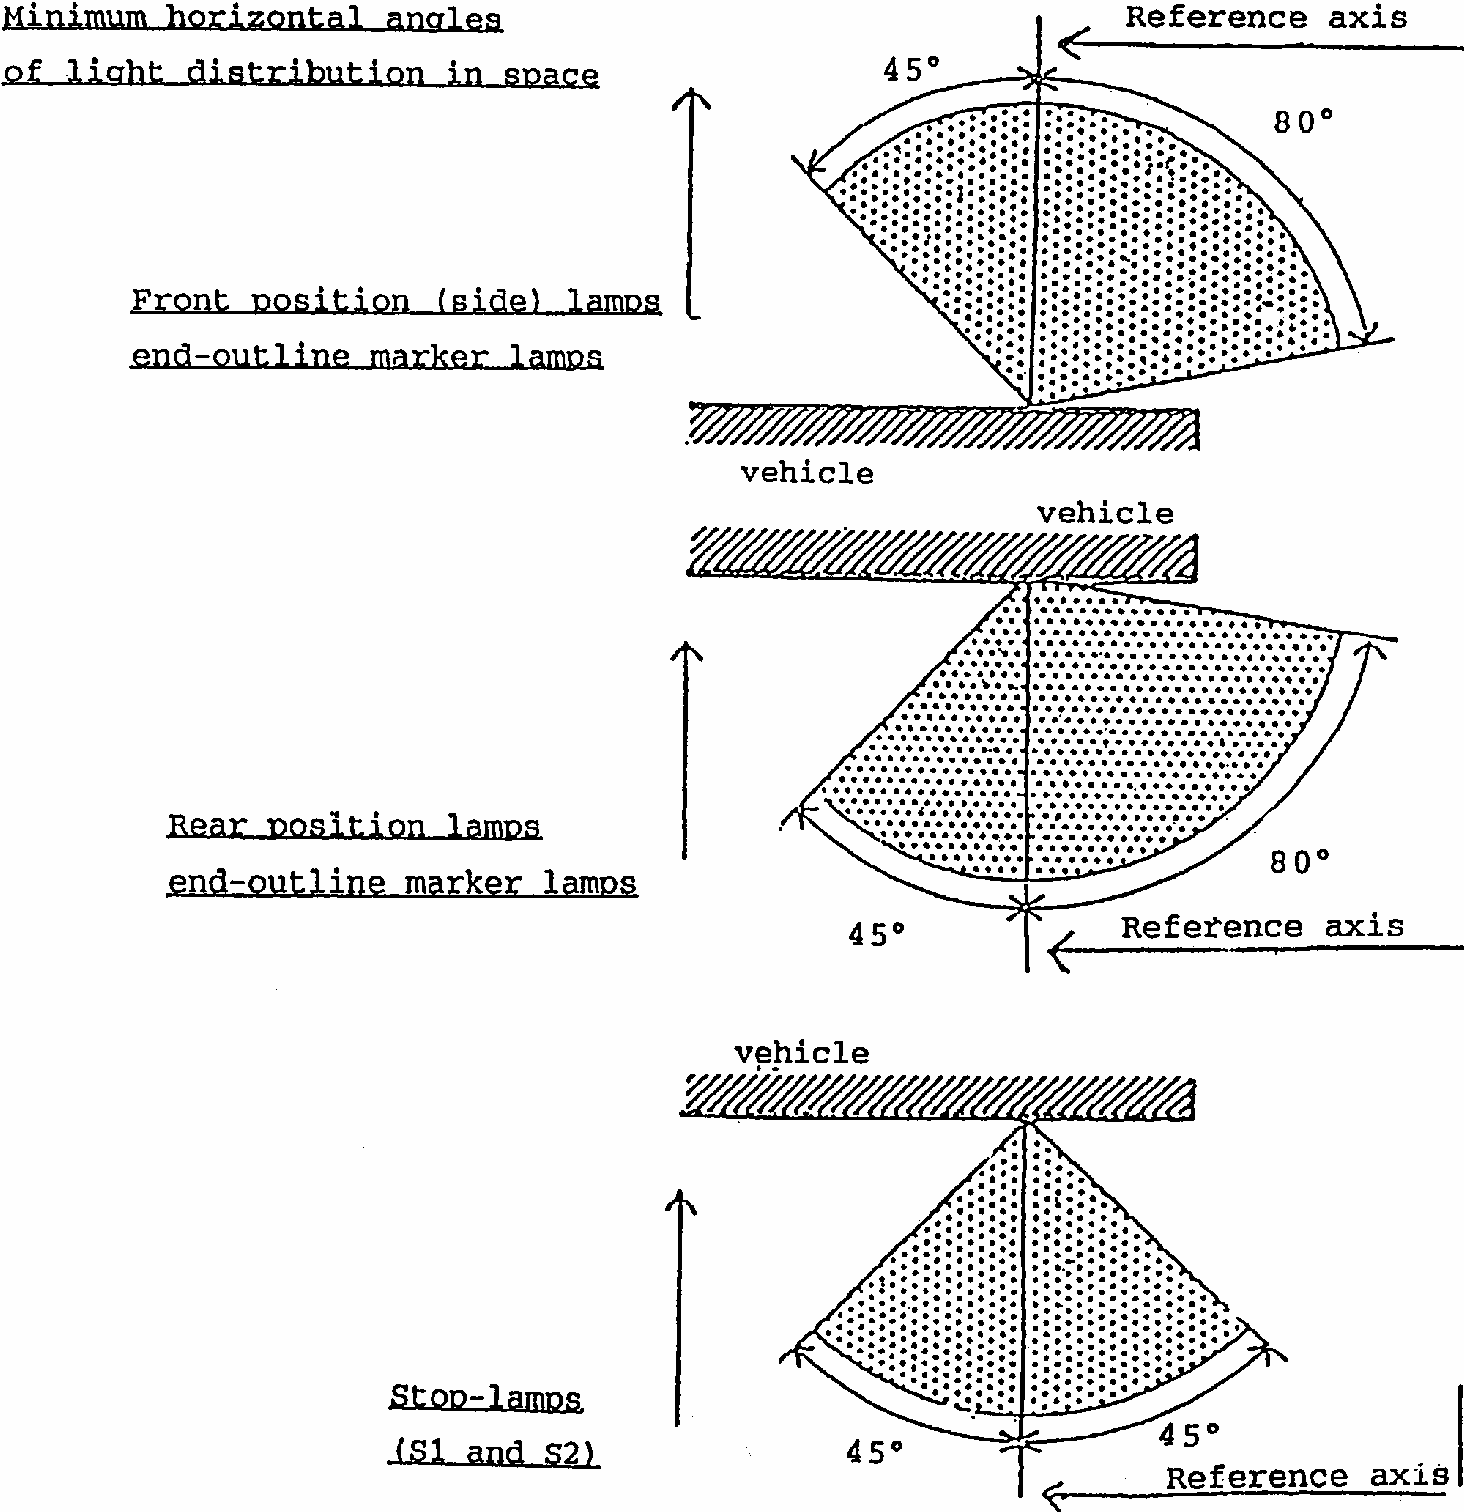 Minimum horizontal angles
of light distribution in space
Reference axis
45°
80°
Front position (side) lamps
end-outline marker lamps
vehicle
vehicle
Rear position lamps
end-outline marker lamps
80°
45°
Reference axis
vehicle
Stop-lamps
(S1 and S2)
45°
45°
Reference axis